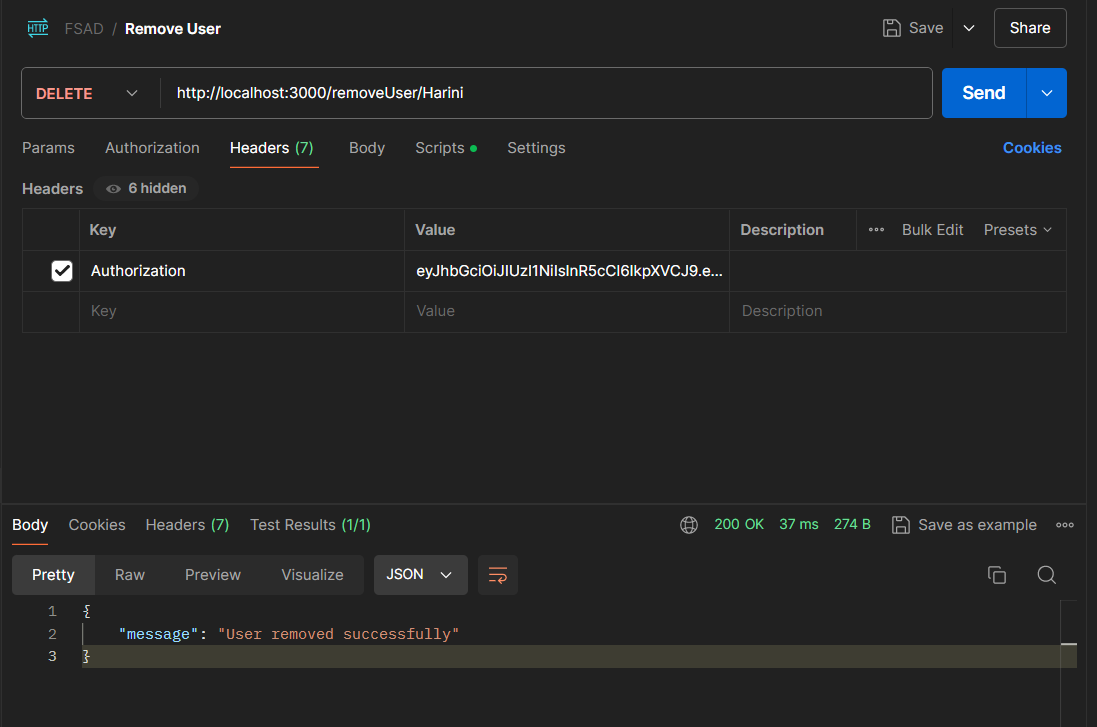 HTTP FSAD / Remove User Save Share
DELETE http://localhost:3000/removeUser/Harini Send
Params Authorization Headers (7) Body Scripts Settings Cookies
Headers 6 hidden
Key Value Description Bulk Edit Presets
Authorization eyJhbGciOiJIUzI1NiIsInR5cCI6IkpXVCJ9.e...
Key Value Description
Body Cookies Headers (7) Test Results (1/1) 200 OK 37 ms 274 B Save as example
Pretty Raw Preview Visualize JSON
1 {
2 "message": "User removed successfully"
3 }